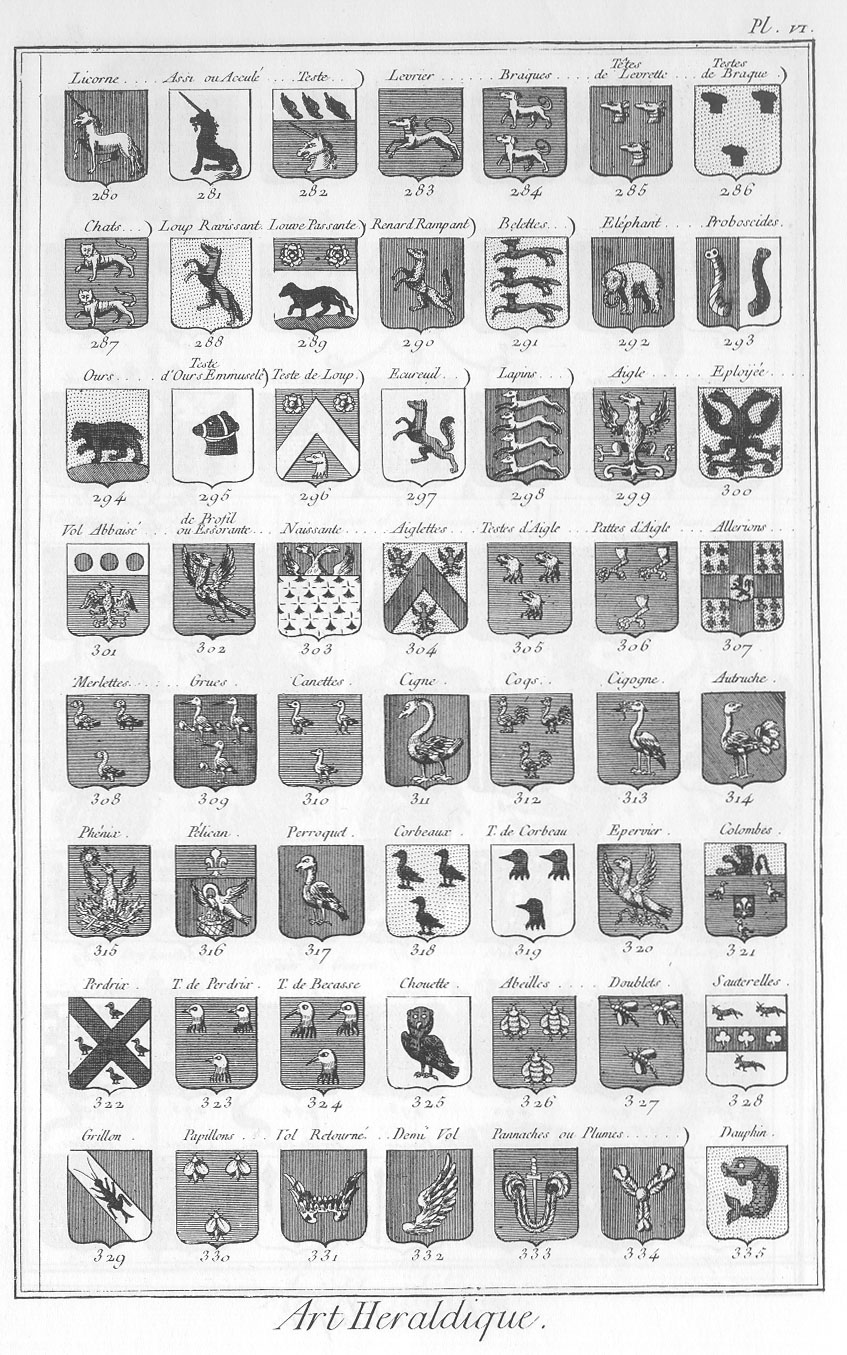 Pl. VI.
Licorne.... Assi ou Acculé... Teste..) Levrier.... Braques.... Têtes de Levrette.. Testes de Braque.)
280 281 282 283 284 285 286
Chats...) Loup Ravissant. Louve Passante) Renard Rampant) Belettes...) Eléphant.... Proboscides.
287 288 289 290 291 292 293
Ours.... Teste d'Ours Emmuselé) Teste de Loup.) Ecureuil..) Lapins...) Aigle.... Eployée...
294 295 296 297 298 299 300
Vol Abbaisé... de Profil ou Essorante... Naissante.... Aiglettes... Testes d'Aigle.. Pattes d'Aigle.. Allerions...
301 302 303 304 305 306 307
Merlettes..... Grues. Canettes. Cigne. Coqs.. Cigogne. Autruche.
308 309 310 311 312 313 314
Phénix. Pélican. Perroquet. Corbeaux. T. de Corbeau Epervier. Colombes.
315 316 317 318 319 320 321
Perdrix. T. de Perdrix. T. de Becasse Chouette. Abeilles.... Doublets. Sauterelles.
322 323 324 325 326 327 328
Grillon. Papillons... Vol Retourné.. Demi Vol Pannaches ou Plumes......) Dauphin.
329 330 331 332 333 334 335
Art Heraldique.